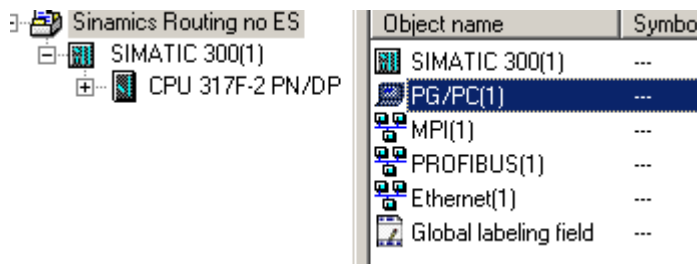 Sinamics Routing no ES
SIMATIC 300(1)
CPU 317F-2 PN/DP
Object name Symbo
SIMATIC 300(1) ---
PG/PC(1) ---
MPI(1) ---
PROFIBUS(1) ---
Ethernet(1) ---
Global labeling field ---